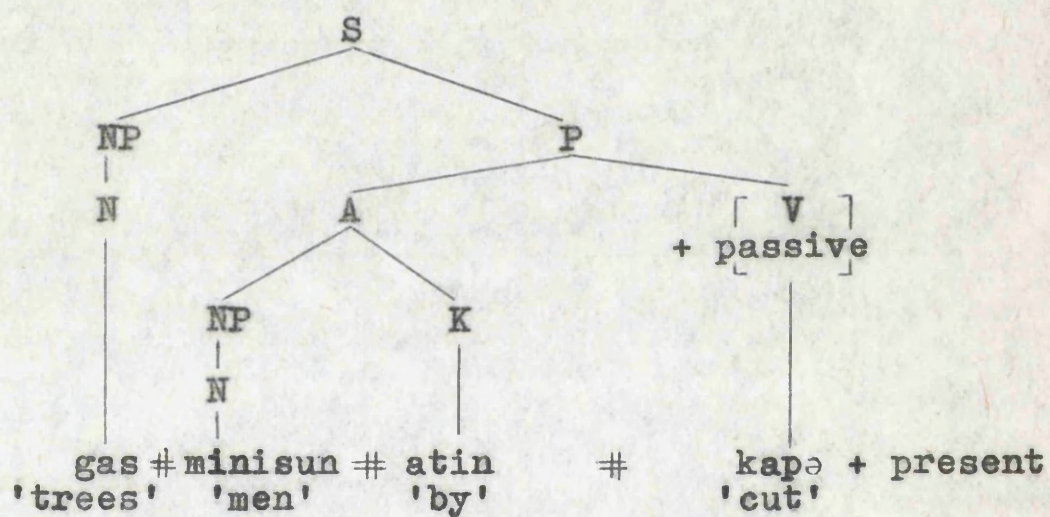 S
NP P
N A [ V ]
+ [passive]
NP K
N
gas # minisun # atin # kapə + present
'trees' 'men' 'by' 'cut'